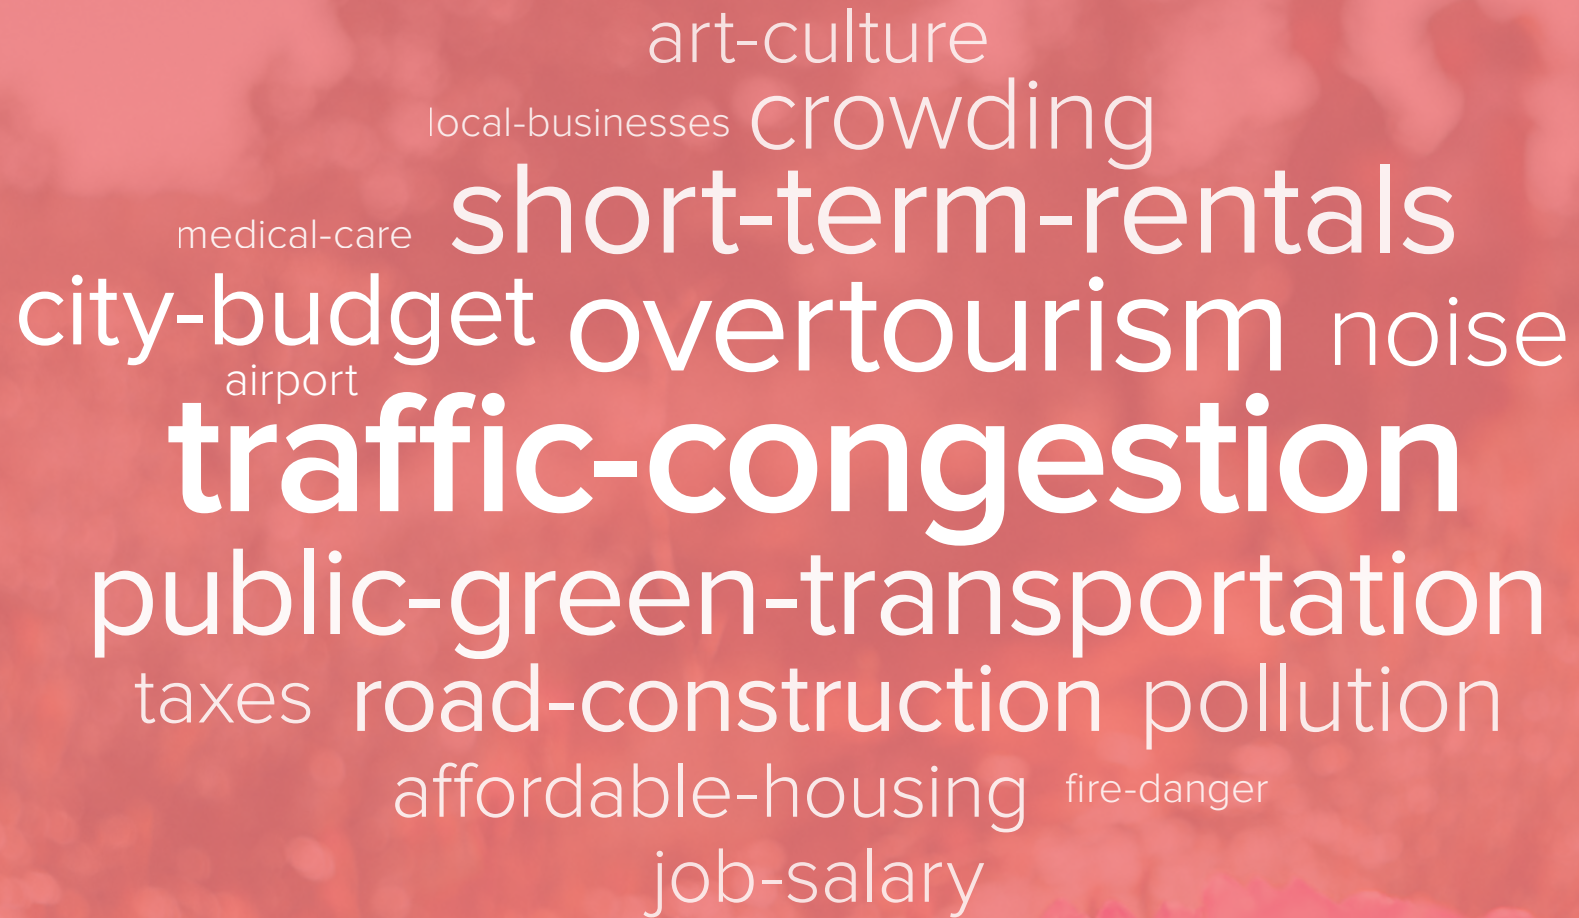 art-culture
local-businesses crowding
short-term-rentals
medical-care
city-budget overtourism noise
airport
traffic-congestion
public-green-transportation
taxes road-construction pollution
affordable-housing fire-danger
job-salary